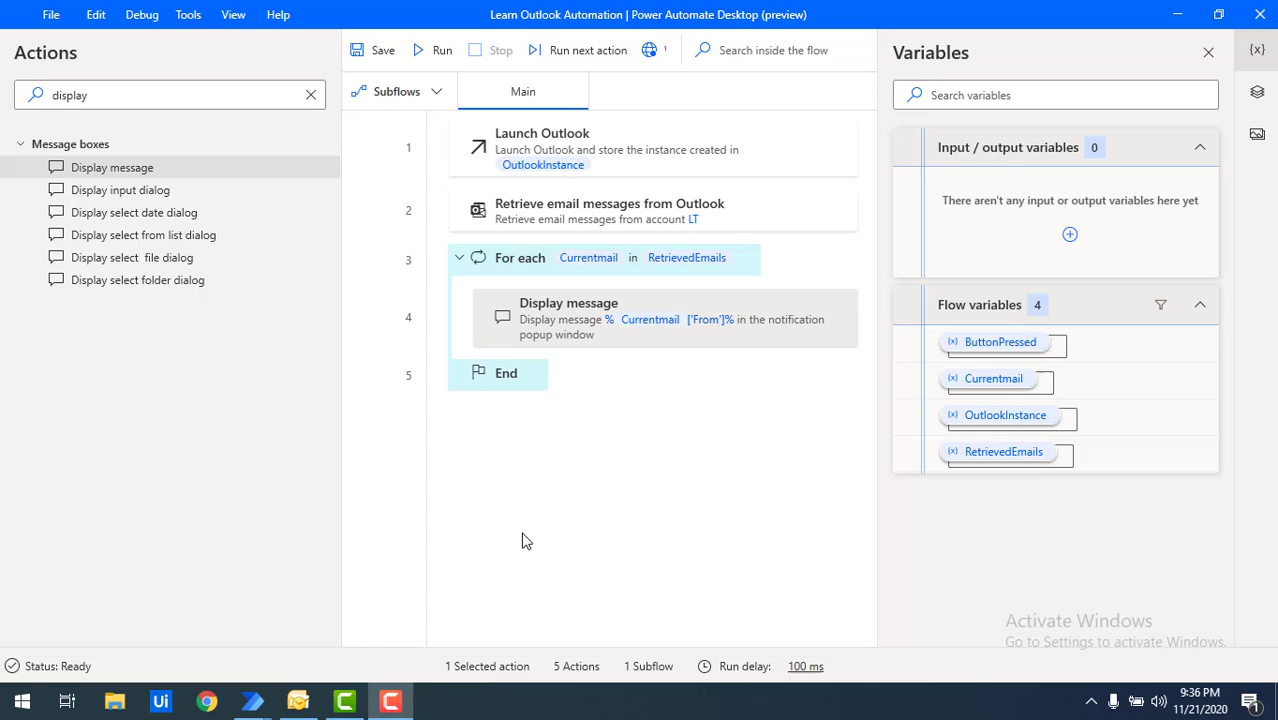 File Edit Debug Tools View Help Learn Outlook Automation | Power Automate Desktop (preview)
Actions
display
Message boxes
Display message
Display input dialog
Display select date dialog
Display select from list dialog
Display select file dialog
Display select folder dialog
Save Run Stop Run next action Search inside the flow
Subflows Main
1 Launch Outlook
Launch Outlook and store the instance created in
OutlookInstance
2 Retrieve email messages from Outlook
Retrieve email messages from account LT
3 For each Currentmail in RetrievedEmails
4 Display message
Display message % Currentmail ['From']% in the notification
popup window
5 End
Variables {x}
Search variables
Input / output variables 0
There aren't any input or output variables here yet
Flow variables 4
(x) ButtonPressed
(x) Currentmail
(x) OutlookInstance
(x) RetrievedEmails
Activate Windows
Go to Settings to activate Windows.
Status: Ready 1 Selected action 5 Actions 1 Subflow Run delay: 100 ms
Ui C C 9:36 PM
11/21/2020 1